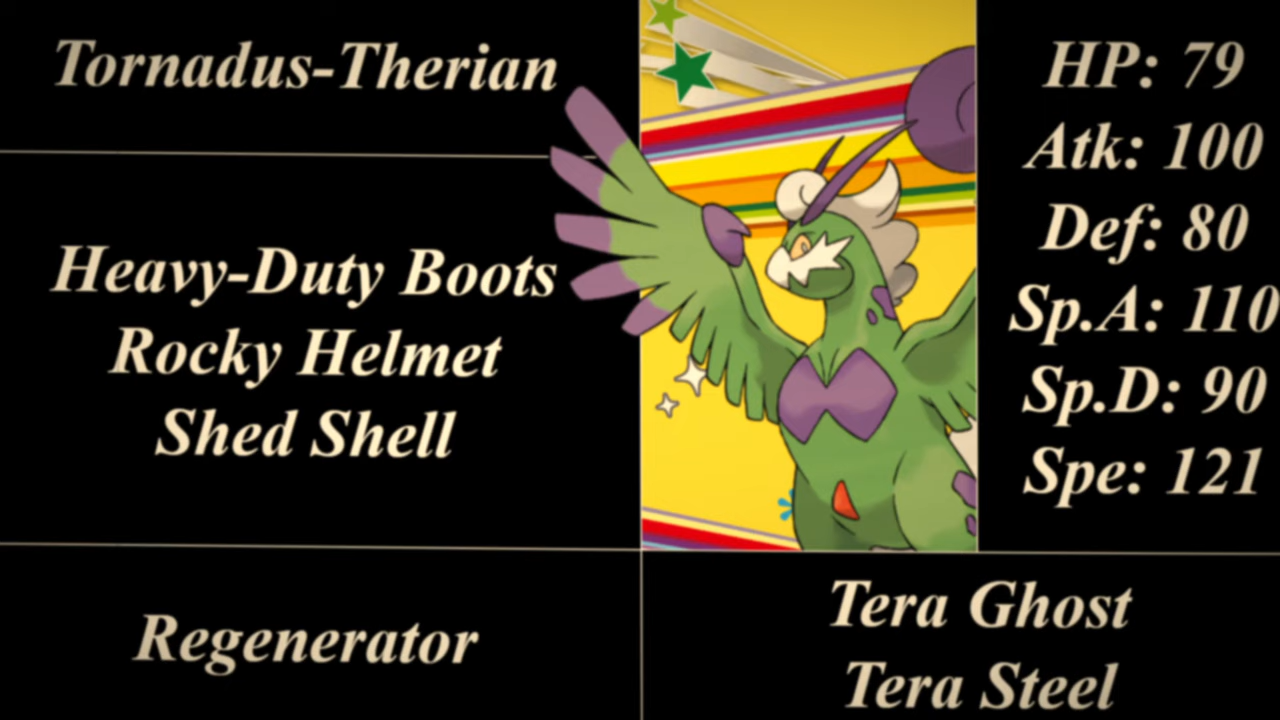 Tornadus-Therian
Heavy-Duty Boots
Rocky Helmet
Shed Shell
Regenerator
HP: 79
Atk: 100
Def: 80
Sp.A: 110
Sp.D: 90
Spe: 121
Tera Ghost
Tera Steel